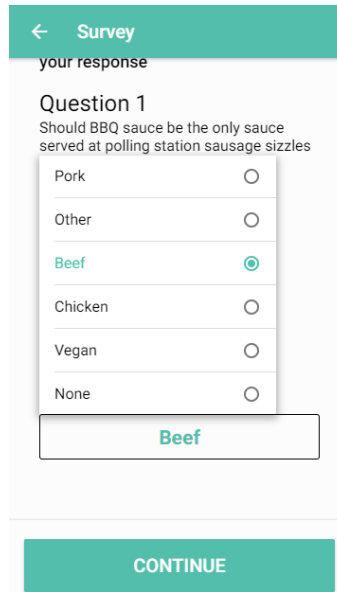 Survey
your response
Question 1
Should BBQ sauce be the only sauce
served at polling station sausage sizzles
Pork
Other
Beef
Chicken
Vegan
None
Beef
CONTINUE